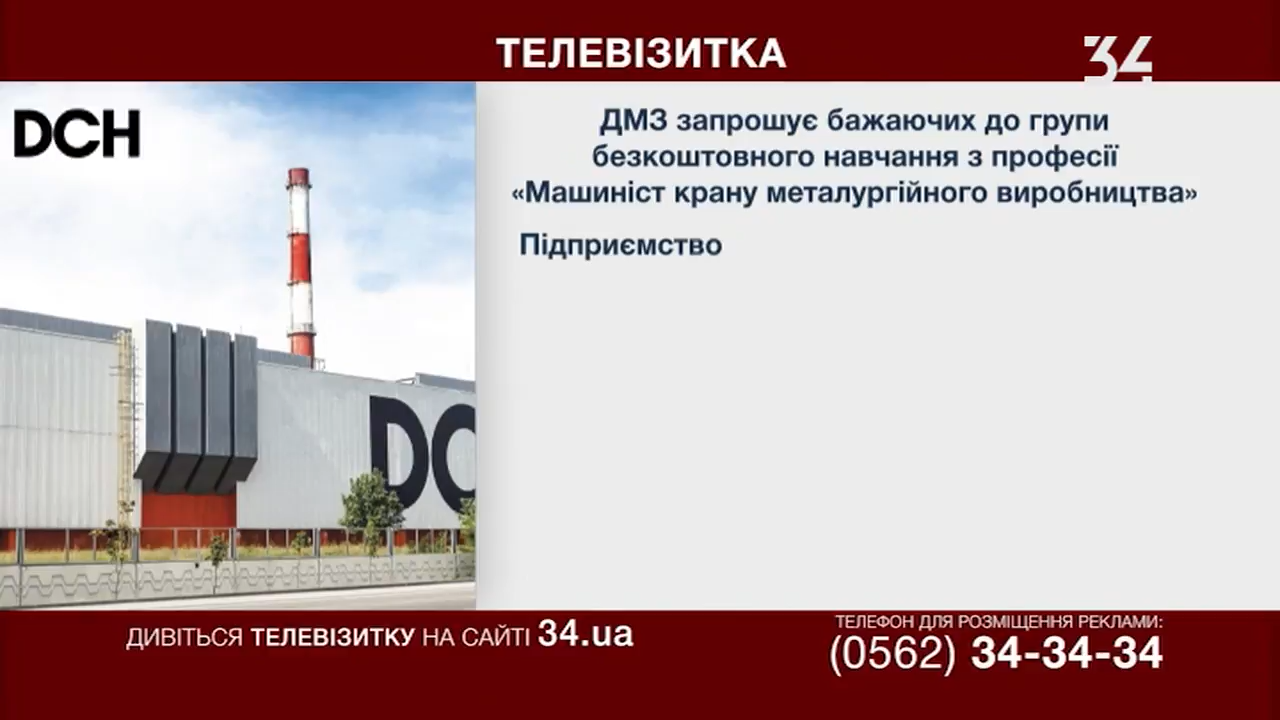 ТЕЛЕВІЗИТКА
34
DCH
ДМЗ запрошує бажаючих до групи
безкоштовного навчання з професії
«Машиніст крану металургійного виробництва»
Підприємство
DC
ДИВІТЬСЯ ТЕЛЕВІЗИТКУ НА САЙТІ 34.ua
ТЕЛЕФОН ДЛЯ РОЗМІЩЕННЯ РЕКЛАМИ:
(0562) 34-34-34